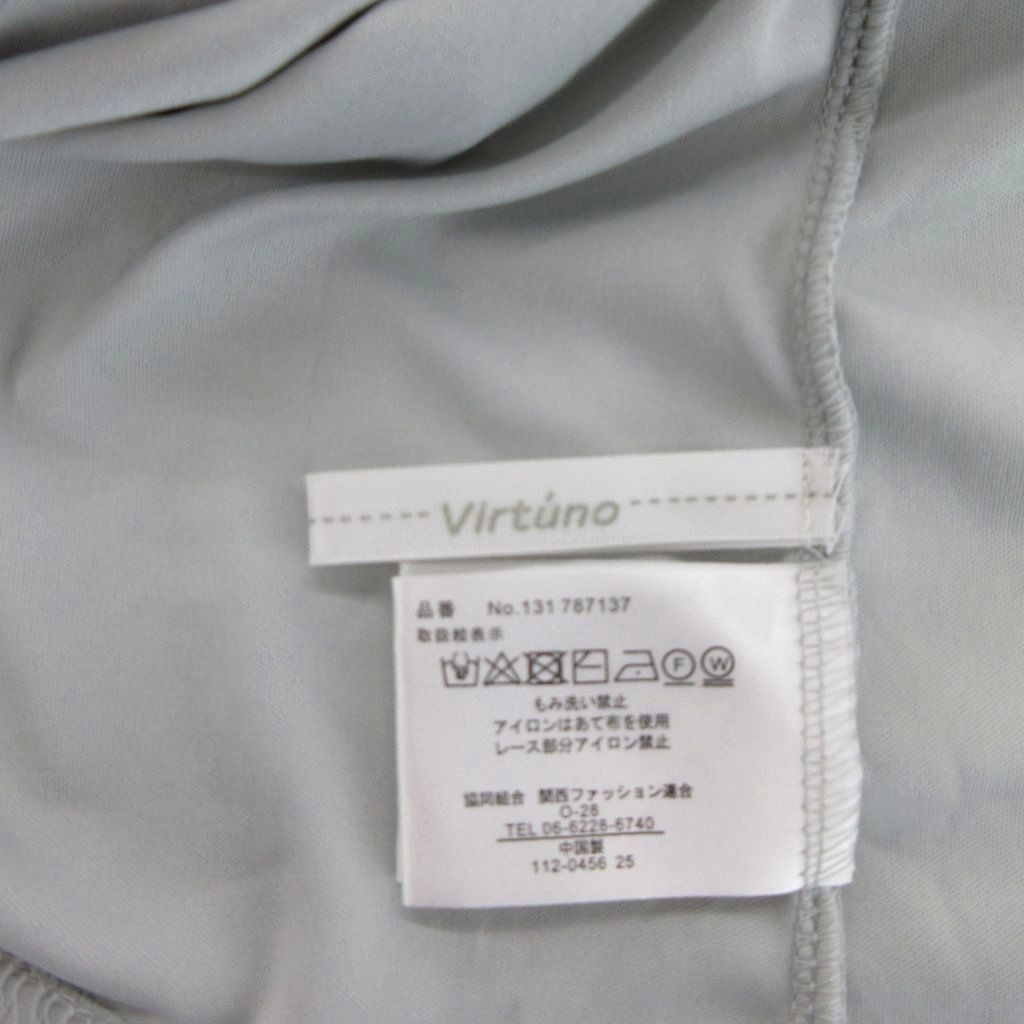 Virtúno
品番 No.131 787137
取扱絵表示
F W
もみ洗い禁止
アイロンはあて布を使用
レース部分アイロン禁止
協同組合 関西ファッション連合
O-28
TEL 06-6228-6740
中国製
112-0456 25